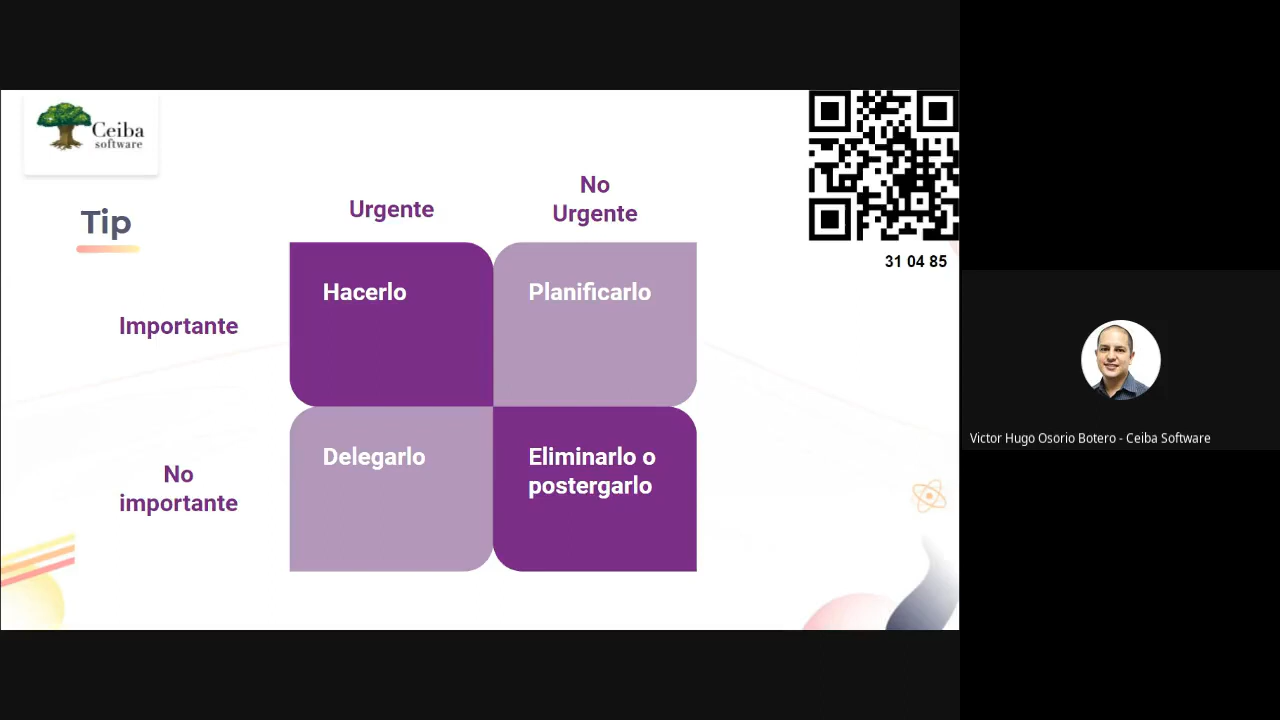 Ceiba
software
Tip
Urgente
No
Urgente
31 04 85
Importante
Hacerlo
Planificarlo
No
importante
Delegarlo
Eliminarlo o
postergarlo
Victor Hugo Osorio Botero - Ceiba Software